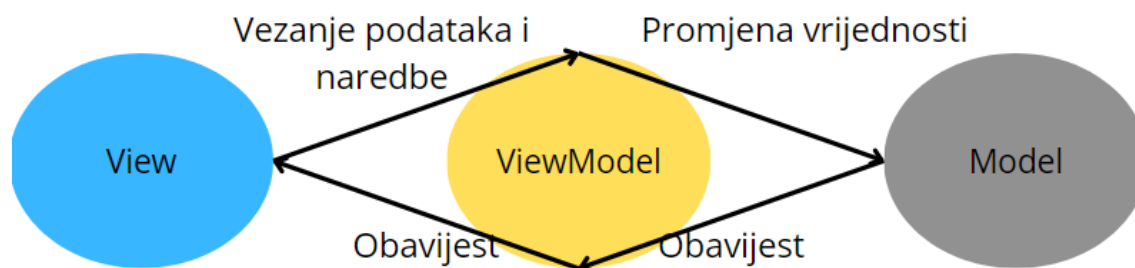 Vezanje podataka i
naredbe
Promjena vrijednosti
View
ViewModel
Model
Obavijest
Obavijest